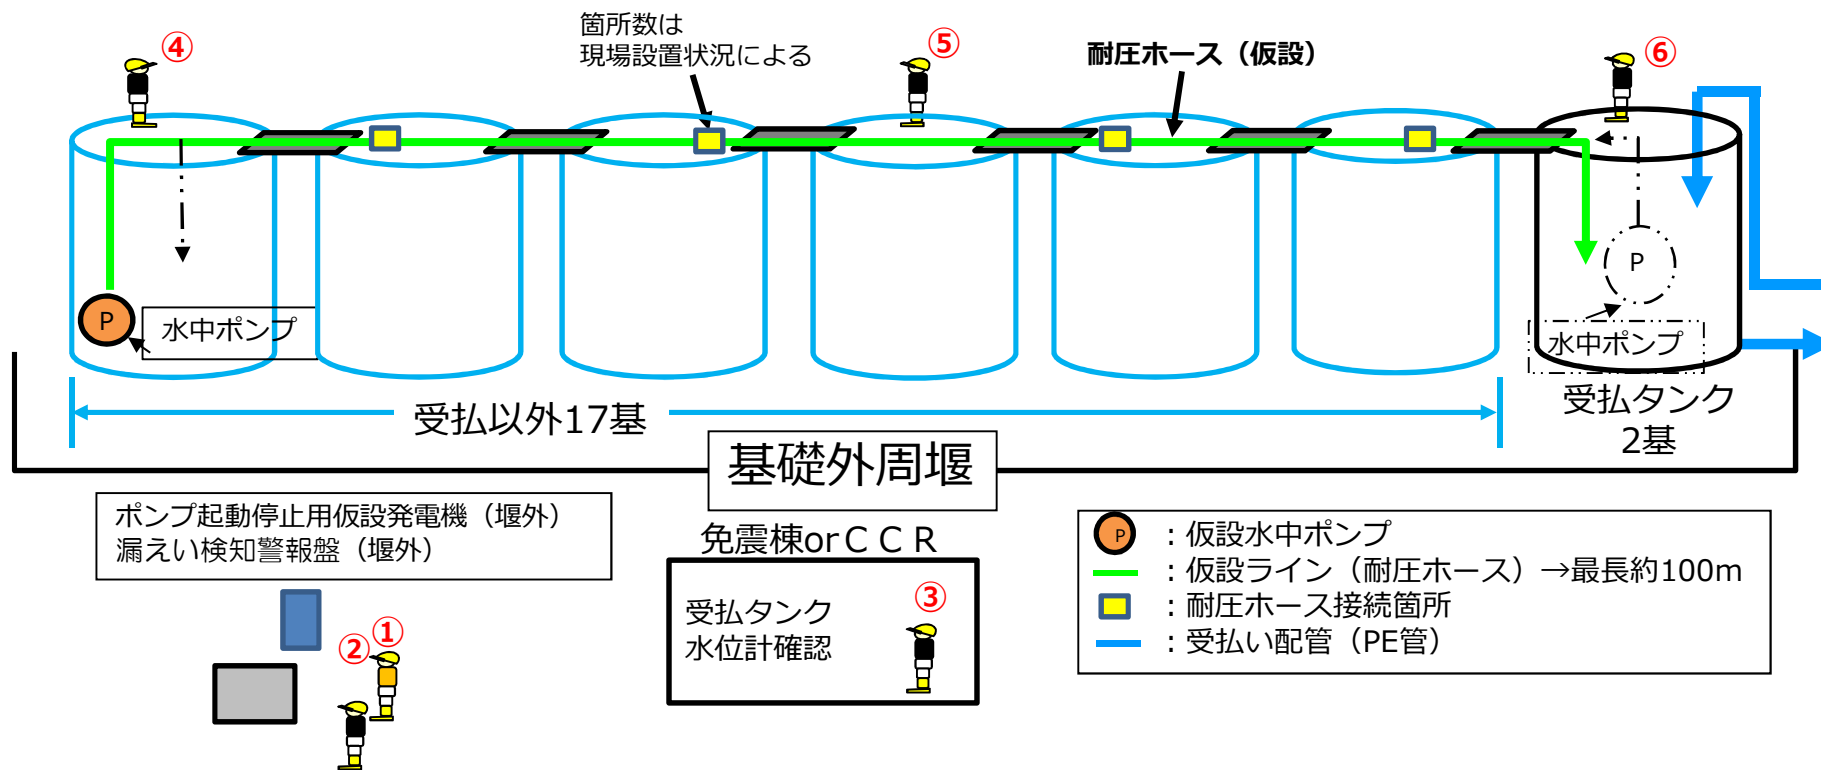 ④
箇所数は
現場設置状況による
⑤
耐圧ホース（仮設）
⑥
P
水中ポンプ
P
水中ポンプ
受払以外17基
受払タンク
2基
基礎外周堰
ポンプ起動停止用仮設発電機（堰外）
漏えい検知警報盤（堰外）
①
②
免震棟orＣＣＲ
受払タンク
水位計確認
③
P ：仮設水中ポンプ
：仮設ライン（耐圧ホース）→最長約100m
：耐圧ホース接続箇所
：受払い配管（PE管）